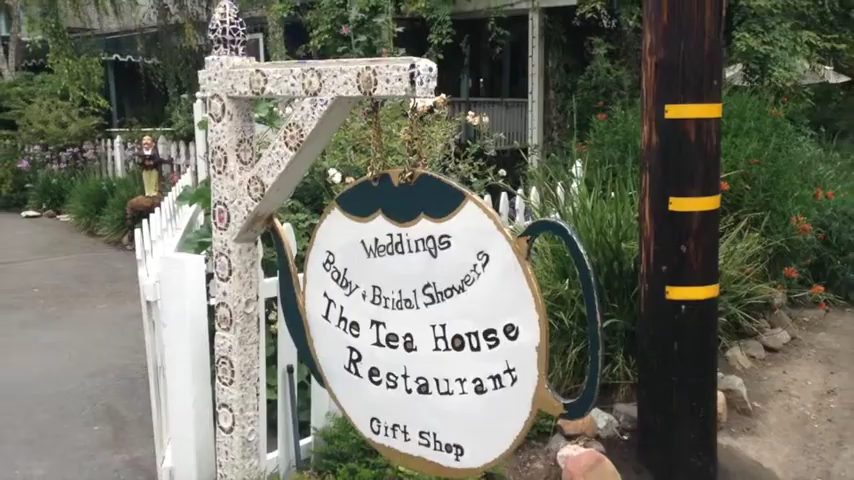 Weddings
Baby & Bridal Showers
The Tea House
Restaurant
Gift Shop